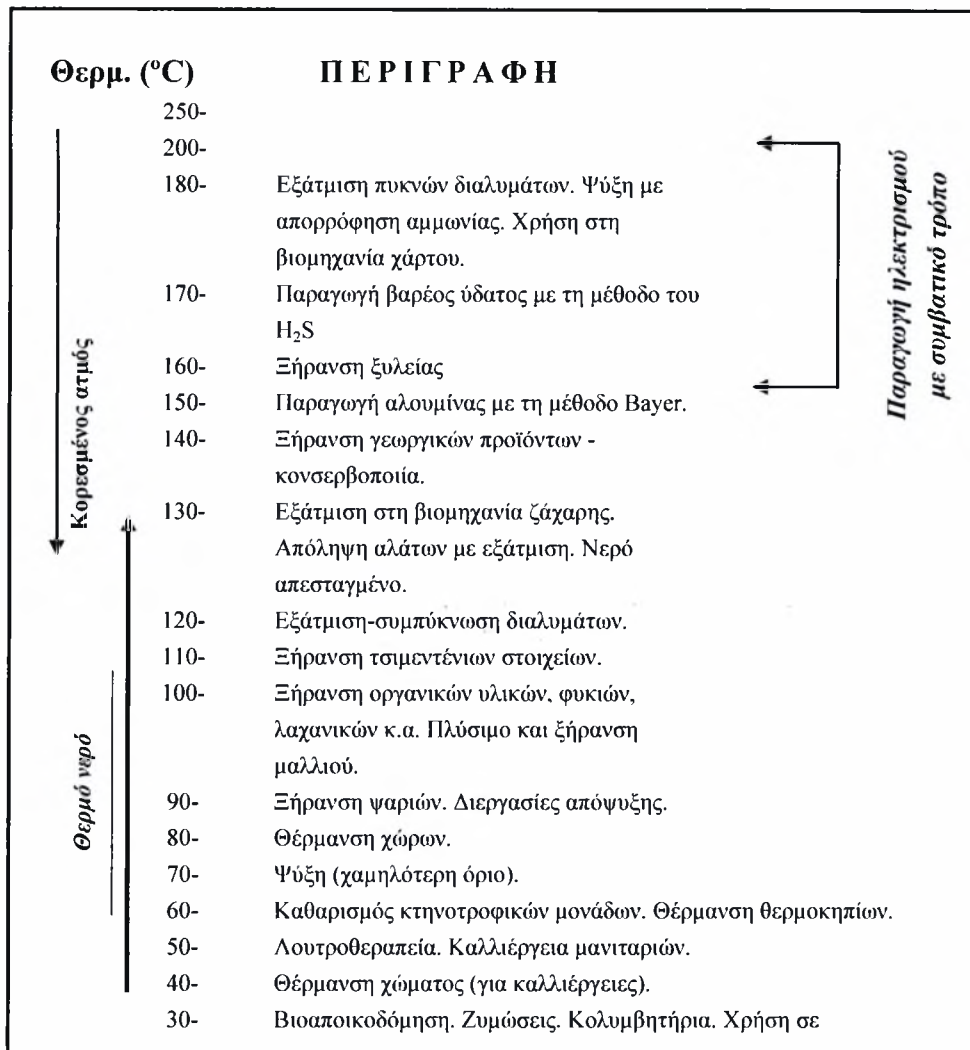 Θερμ. (°C) ΠΕΡΙΓΡΑΦΗ
250-
200-
180- Εξάτμιση πυκνών διαλυμάτων. Ψύξη με
απορρόφηση αμμωνίας. Χρήση στη
βιομηχανία χάρτου.
170- Παραγωγή βαρέος ύδατος με τη μέθοδο του
H₂S
160- Ξήρανση ξυλείας
150- Παραγωγή αλουμίνας με τη μέθοδο Bayer.
140- Ξήρανση γεωργικών προϊόντων -
κονσερβοποιία.
130- Εξάτμιση στη βιομηχανία ζάχαρης.
Απόληψη αλάτων με εξάτμιση. Νερό
απεσταγμένο.
120- Εξάτμιση-συμπύκνωση διαλυμάτων.
110- Ξήρανση τσιμεντένιων στοιχείων.
100- Ξήρανση οργανικών υλικών, φυκιών,
λαχανικών κ.α. Πλύσιμο και ξήρανση
μαλλιού.
90- Ξήρανση ψαριών. Διεργασίες απόψυξης.
80- Θέρμανση χώρων.
70- Ψύξη (χαμηλότερη όριο).
60- Καθαρισμός κτηνοτροφικών μονάδων. Θέρμανση θερμοκηπίων.
50- Λουτροθεραπεία. Καλλιέργεια μανιταριών.
40- Θέρμανση χώματος (για καλλιέργειες).
30- Βιοαποικοδόμηση. Ζυμώσεις. Κολυμβητήρια. Χρήση σε
Κορεσμένος ατμός
Θερμό νερό
Παραγωγή ηλεκτρισμού
με συμβατικό τρόπο